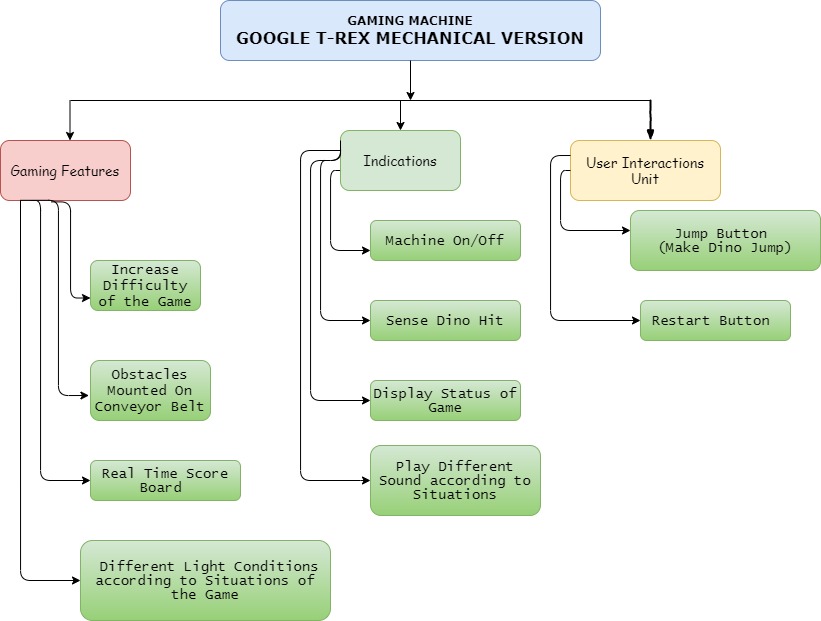 GAMING MACHINE
GOOGLE T-REX MECHANICAL VERSION
Gaming Features
Increase
Difficulty
of the Game
Obstacles
Mounted On
Conveyor Belt
Real Time Score
Board
Different Light Conditions
according to Situations of
the Game
Indications
Machine On/Off
Sense Dino Hit
Display Status of
Game
Play Different
Sound according to
Situations
User Interactions
Unit
Jump Button
(Make Dino Jump)
Restart Button